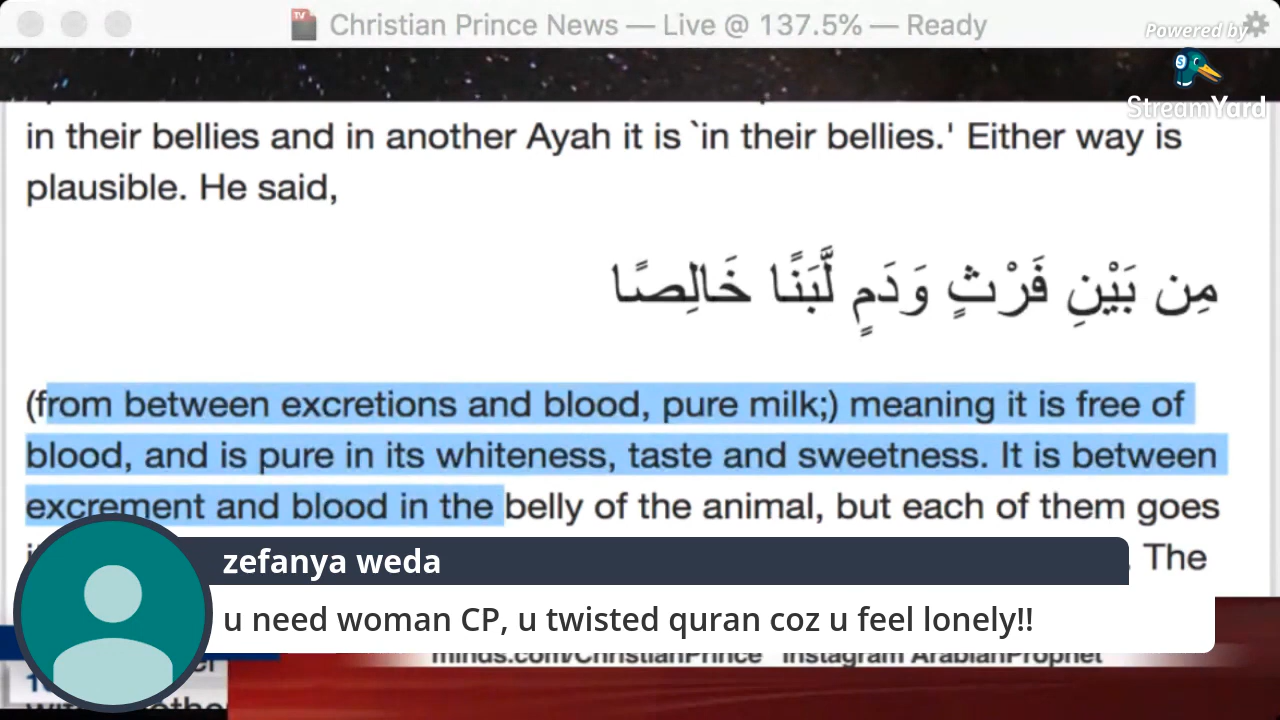 Christian Prince News — Live @ 137.5% — Ready
Powered by
StreamYard
in their bellies and in another Ayah it is `in their bellies.' Either way is
plausible. He said,
مِن بَيْنِ فَرْثٍ وَدَمٍ لَّبَنًا خَالِصًا
(from between excretions and blood, pure milk;) meaning it is free of
blood, and is pure in its whiteness, taste and sweetness. It is between
excrement and blood in the belly of the animal, but each of them goes
The
zefanya weda
u need woman CP, u twisted quran coz u feel lonely!!
minds.com/ChristianPrince Instagram ArabianProphet